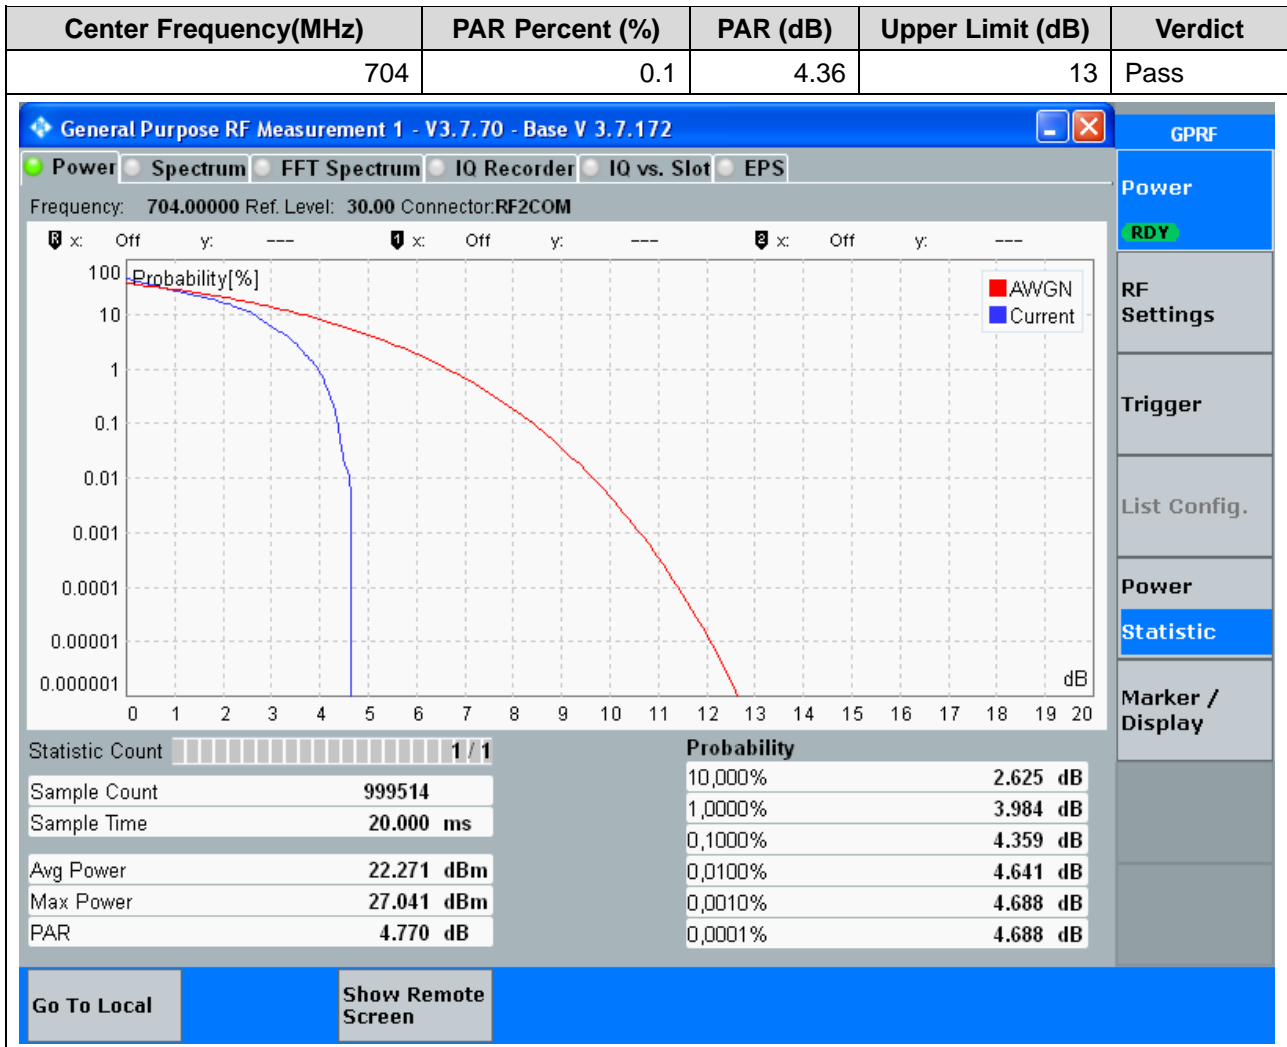 Center Frequency(MHz) PAR Percent (%) PAR (dB) Upper Limit (dB) Verdict
704 0.1 4.36 13 Pass
General Purpose RF Measurement 1 - V3.7.70 - Base V 3.7.172
GPRF
Power Spectrum FFT Spectrum IQ Recorder IQ vs. Slot EPS
Frequency: 704.00000 Ref. Level: 30.00 Connector:RF2COM
R x: Off y: --- 1 x: Off y: --- 2 x: Off y: ---
Probability[%]
AWGN
Current
100
10
1
0.1
0.01
0.001
0.0001
0.00001
0.000001
dB
0 1 2 3 4 5 6 7 8 9 10 11 12 13 14 15 16 17 18 19 20
Statistic Count 1 / 1
Sample Count 999514
Sample Time 20.000 ms
Avg Power 22.271 dBm
Max Power 27.041 dBm
PAR 4.770 dB
Probability
10,000% 2.625 dB
1,0000% 3.984 dB
0,1000% 4.359 dB
0,0100% 4.641 dB
0,0010% 4.688 dB
0,0001% 4.688 dB
Power
RDY
RF
Settings
Trigger
List Config.
Power
Statistic
Marker /
Display
Go To Local
Show Remote
Screen